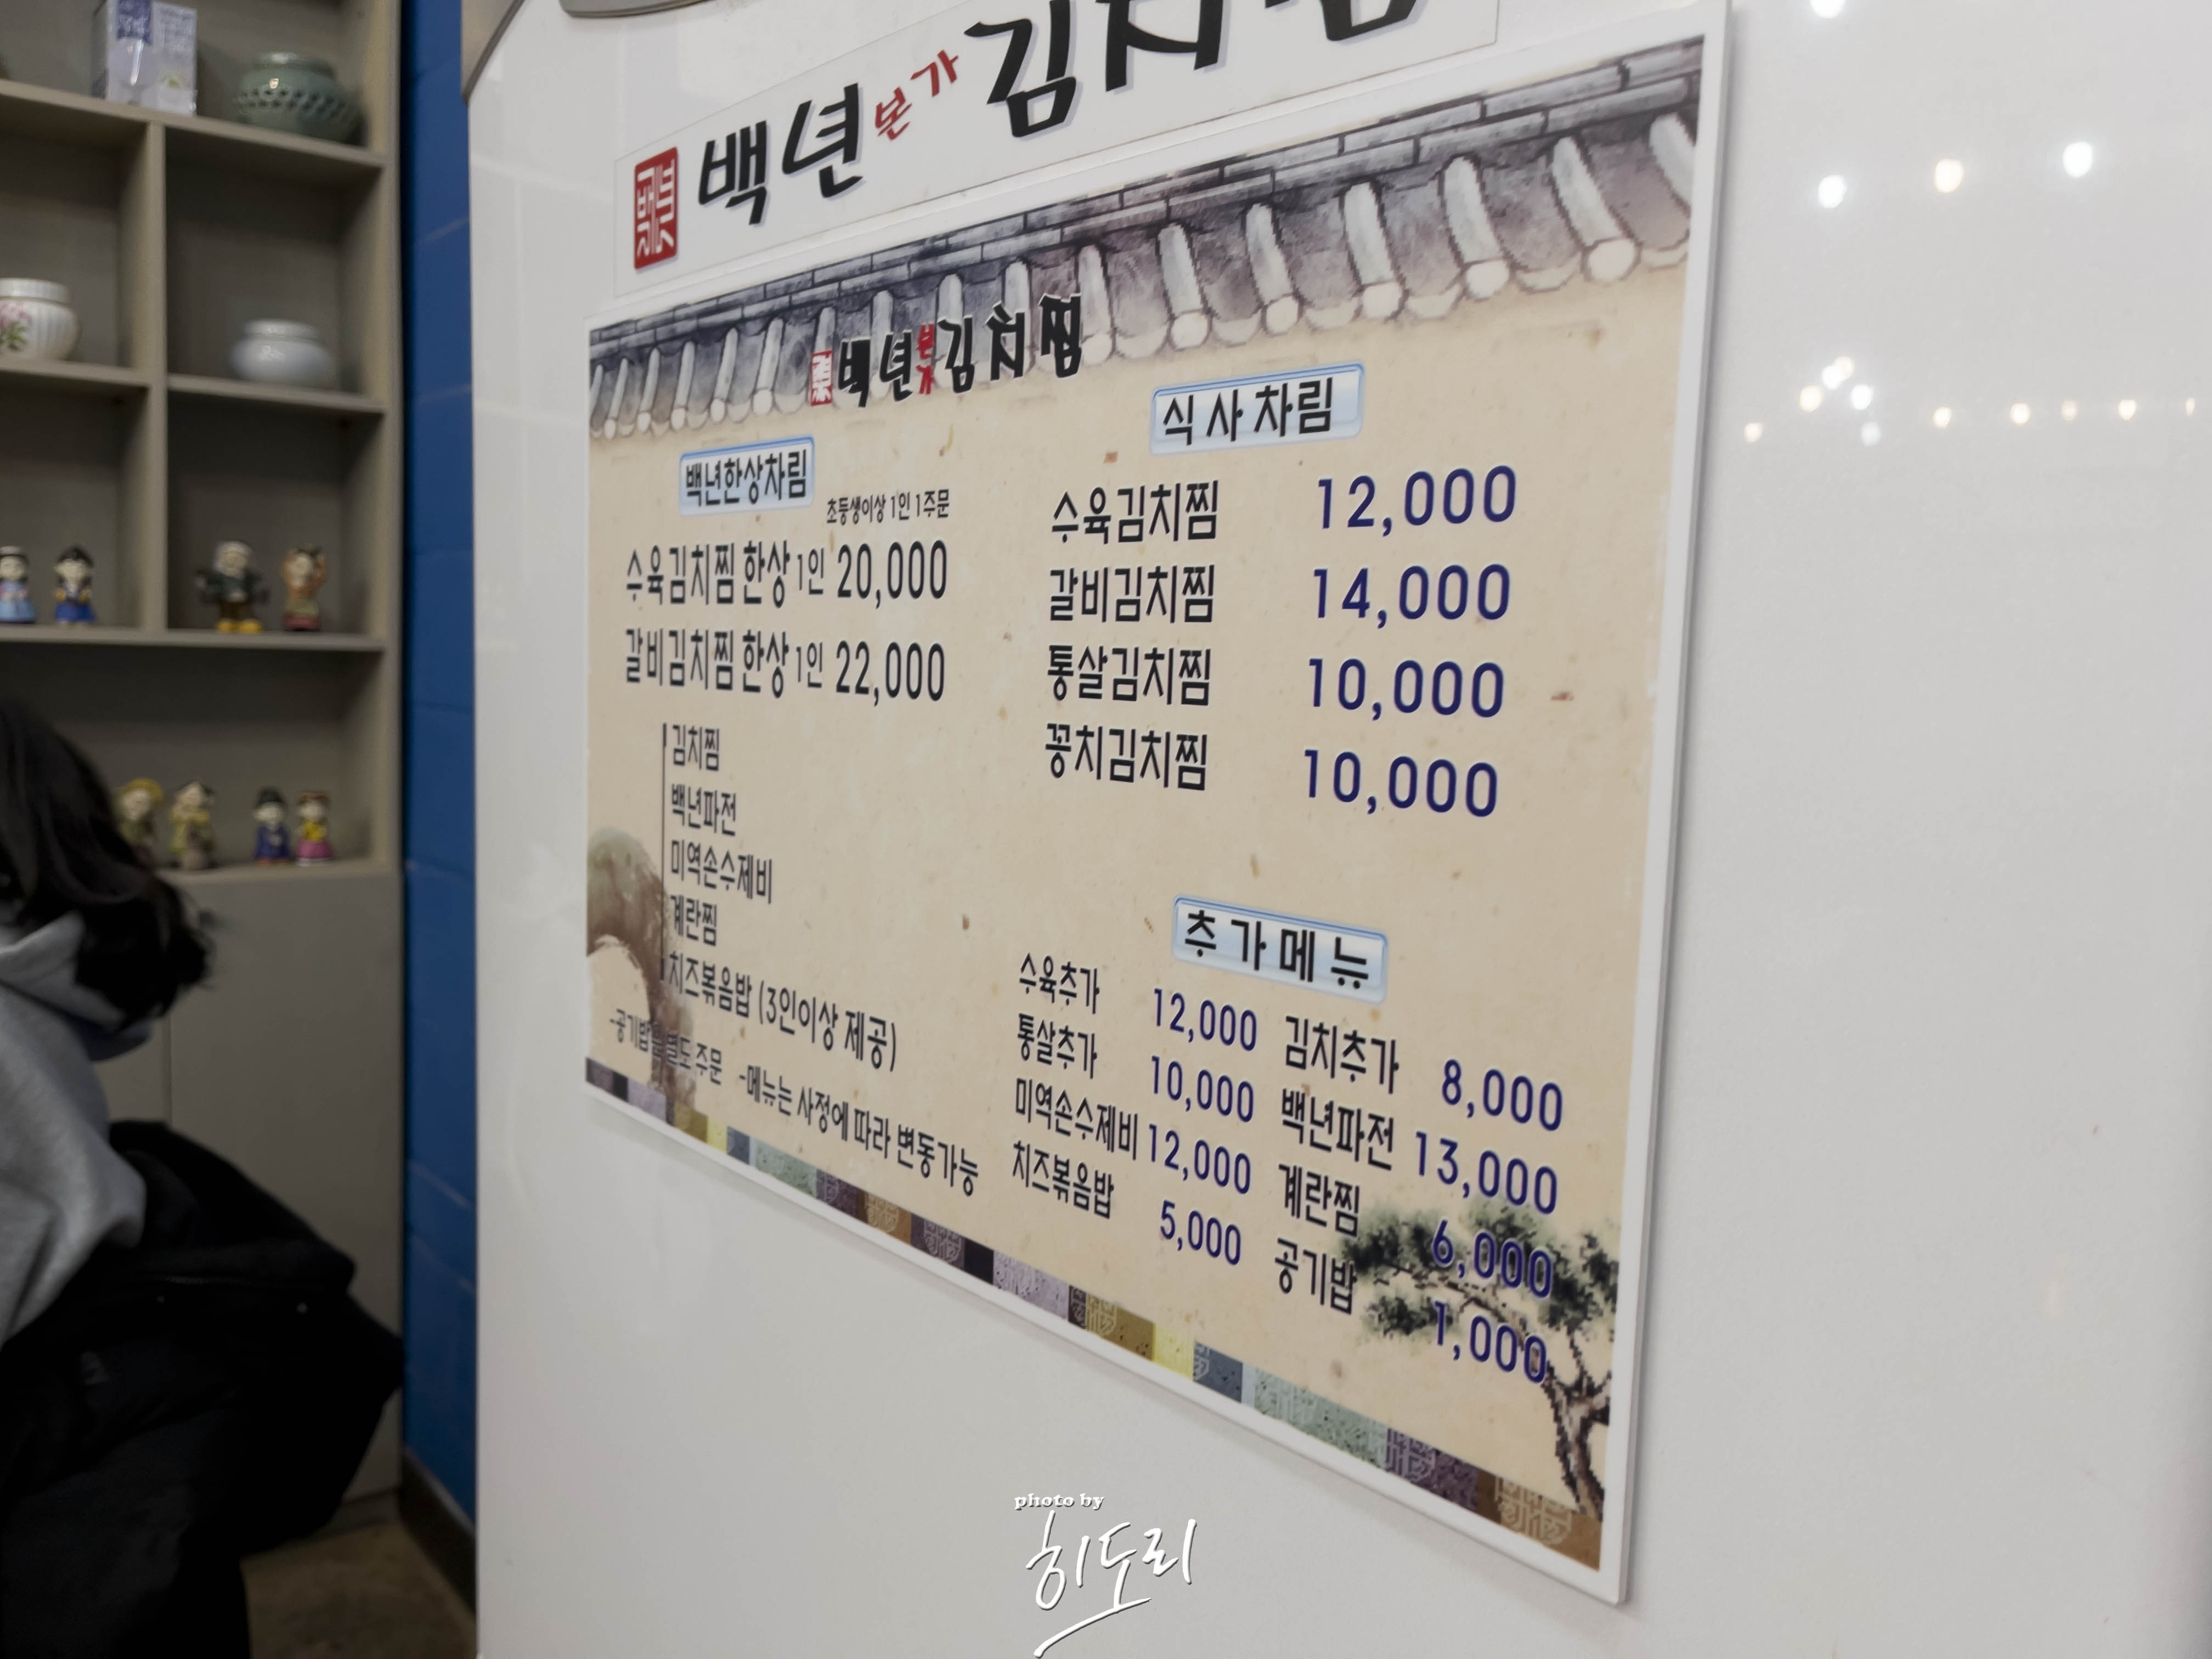 백년본가김치찜
백년본가김치찜
백년한상차림
초등생이상 1인 1주문
수육김치찜 한상 1인 20,000
갈비김치찜 한상 1인 22,000
김치찜
백년파전
미역손수제비
계란찜
치즈볶음밥 (3인이상 제공)
-공기밥은 별도 주문 -메뉴는 사정에 따라 변동가능
식사차림
수육김치찜 12,000
갈비김치찜 14,000
통살김치찜 10,000
꽁치김치찜 10,000
추가메뉴
수육추가 12,000 김치추가 8,000
통살추가 10,000 백년파전 13,000
미역손수제비 12,000 계란찜 6,000
치즈볶음밥 5,000 공기밥 1,000
photo by
히도리